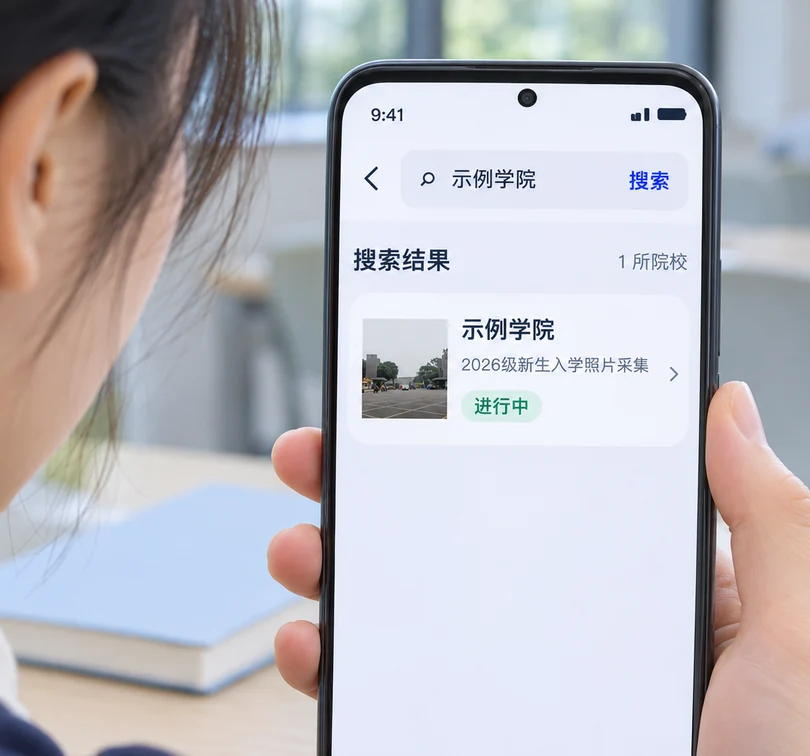 9:41
示例学院 搜索
搜索结果 1 所院校
示例学院
2026级新生入学照片采集
进行中